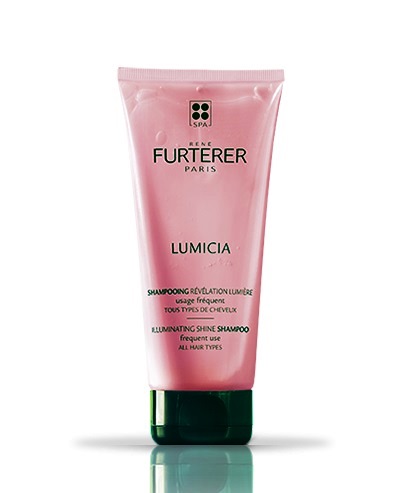 SPA
RENE
FURTERER
PARIS
LUMICIA
SHAMPOOING RÉVÉLATION LUMIÈRE
usage fréquent
TOUS TYPES DE CHEVEUX
ILLUMINATING SHINE SHAMPOO
frequent use
ALL HAIR TYPES